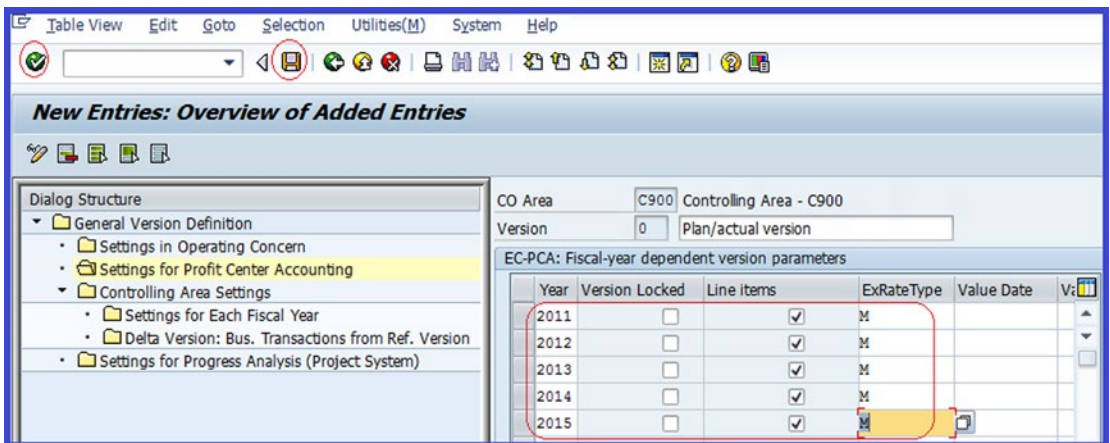 Table View Edit Goto Selection Utilities(M) System Help
New Entries: Overview of Added Entries
Dialog Structure
General Version Definition
Settings in Operating Concern
Settings for Profit Center Accounting
Controlling Area Settings
Settings for Each Fiscal Year
Delta Version: Bus. Transactions from Ref. Version
Settings for Progress Analysis (Project System)
CO Area C900 Controlling Area - C900
Version 0 Plan/actual version
EC-PCA: Fiscal-year dependent version parameters
Year Version Locked Line items ExRateType Value Date
2011 M
2012 M
2013 M
2014 M
2015 M